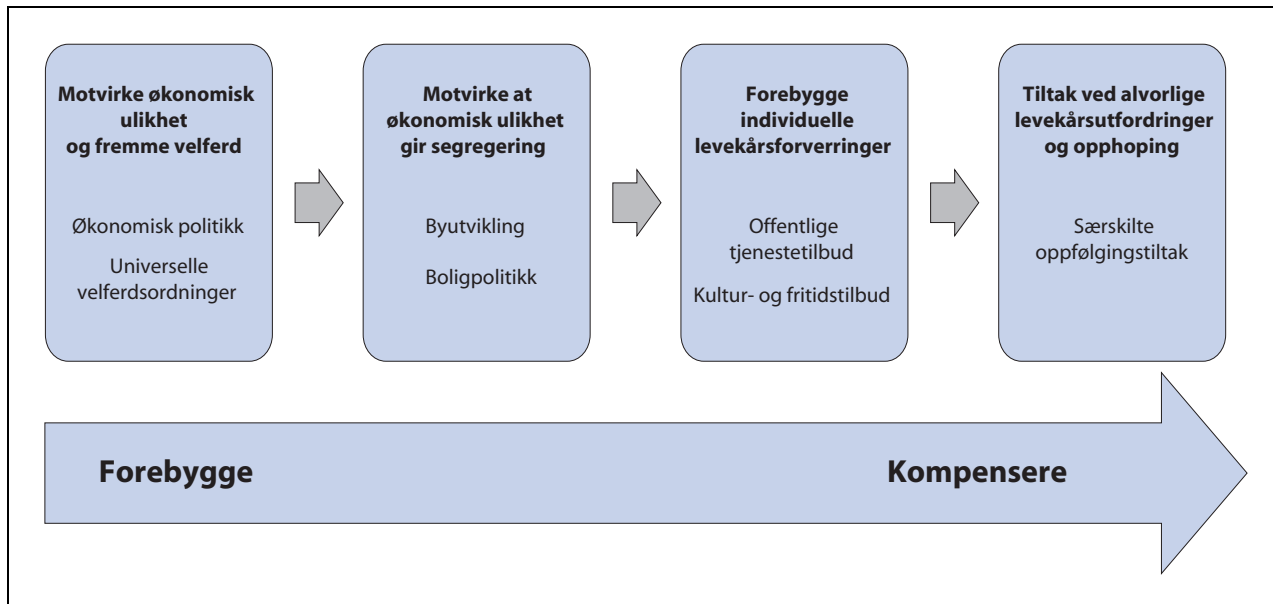 Motvirke økonomisk
ulikhet
og fremme velferd
Økonomisk politikk
Universelle
velferdsordninger
Motvirke at
økonomisk ulikhet
gir segregering
Byutvikling
Boligpolitikk
Forebygge
individuelle
levekårsforverringer
Offentlige
tjenestetilbud
Kultur- og fritidstilbud
Tiltak ved alvorlige
levekårsutfordringer
og opphoping
Særskilte
oppfølgingstiltak
Forebygge
Kompensere